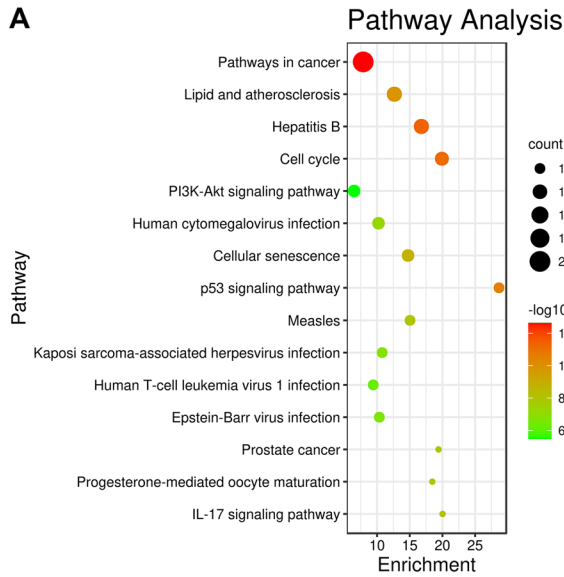 A
Pathway Analysis
Pathways in cancer
Lipid and atherosclerosis
Hepatitis B
Cell cycle
PI3K-Akt signaling pathway
Human cytomegalovirus infection
Cellular senescence
p53 signaling pathway
Measles
Kaposi sarcoma-associated herpesvirus infection
Human T-cell leukemia virus 1 infection
Epstein-Barr virus infection
Prostate cancer
Progesterone-mediated oocyte maturation
IL-17 signaling pathway
Pathway
10 15 20 25
Enrichment
count
1
1
1
1
2
-log10
1
1
8
6